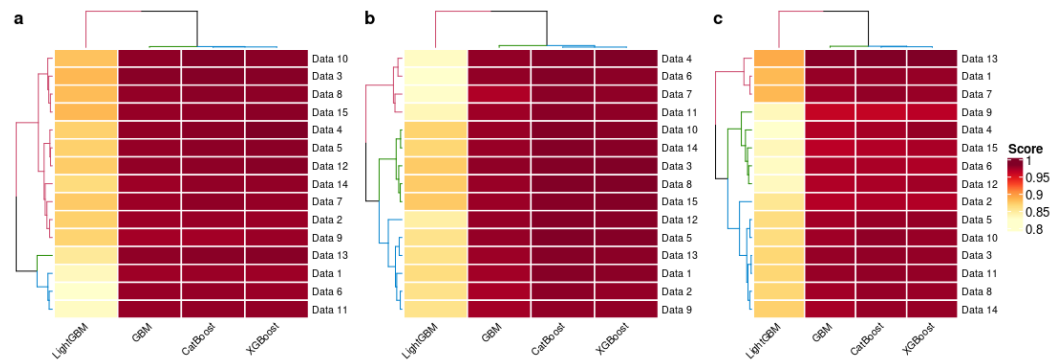 a
Data 10
Data 3
Data 8
Data 15
Data 4
Data 5
Data 12
Data 14
Data 7
Data 2
Data 9
Data 13
Data 1
Data 6
Data 11
LightGBM
GBM
CatBoost
XGBoost
b
Data 4
Data 6
Data 7
Data 11
Data 10
Data 14
Data 3
Data 8
Data 15
Data 12
Data 5
Data 13
Data 1
Data 2
Data 9
LightGBM
GBM
CatBoost
XGBoost
c
Data 13
Data 1
Data 7
Data 9
Data 4
Data 15
Data 6
Data 12
Data 2
Data 5
Data 10
Data 3
Data 11
Data 8
Data 14
LightGBM
GBM
CatBoost
XGBoost
Score
1
0.95
0.9
0.85
0.8